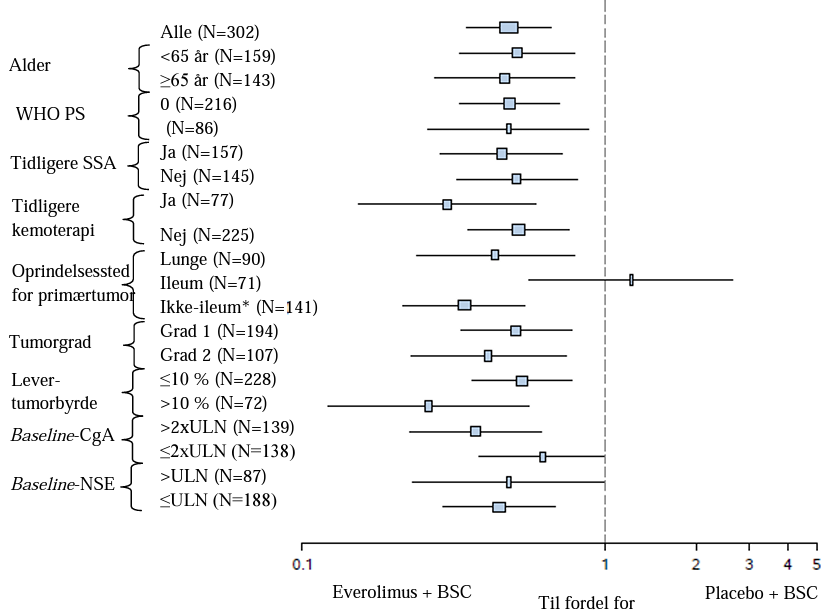 Alle (N=302)
Alder
<65 år (N=159)
≥65 år (N=143)
WHO PS
0 (N=216)
(N=86)
Tidligere SSA
Ja (N=157)
Nej (N=145)
Tidligere
kemoterapi
Ja (N=77)
Nej (N=225)
Oprindelsessted
for primærtumor
Lunge (N=90)
Ileum (N=71)
Ikke-ileum* (N=141)
Tumorgrad
Grad 1 (N=194)
Grad 2 (N=107)
Lever-
tumorbyrde
≤10 % (N=228)
>10 % (N=72)
Baseline-CgA
>2xULN (N=139)
≤2xULN (N=138)
Baseline-NSE
>ULN (N=87)
≤ULN (N=188)
0.1 1 2 3 4 5
Everolimus + BSC
Til fordel for
Placebo + BSC